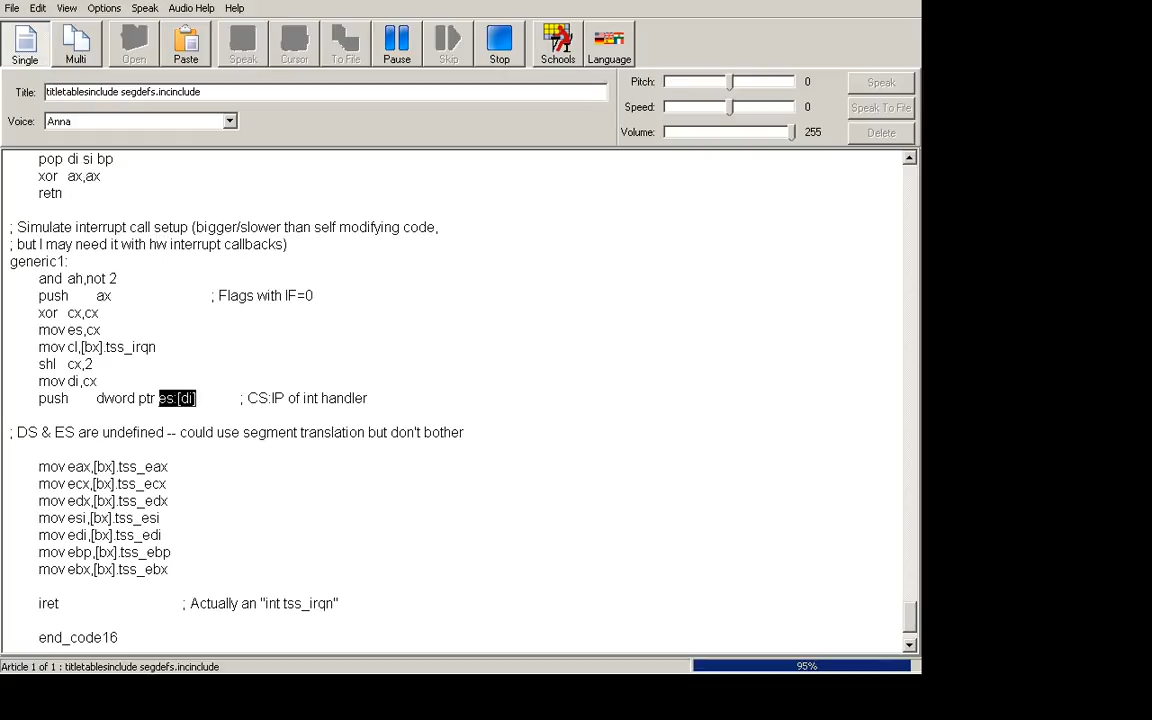 File Edit View Options Speak Audio Help Help
Single Multi Open Paste Speak Cursor To File Pause Skip Stop Schools Language
Title: titletablesinclude segdefs.incinclude
Voice: Anna
Pitch: 0 Speak
Speed: 0 Speak To File
Volume: 255 Delete
pop di si bp
xor ax,ax
retn
; Simulate interrupt call setup (bigger/slower than self modifying code,
; but I may need it with hw interrupt callbacks)
generic1:
and ah,not 2
push ax ; Flags with IF=0
xor cx,cx
mov es,cx
mov cl,[bx].tss_irqn
shl cx,2
mov di,cx
push dword ptr es:[di] ; CS:IP of int handler
; DS & ES are undefined -- could use segment translation but don't bother
mov eax,[bx].tss_eax
mov ecx,[bx].tss_ecx
mov edx,[bx].tss_edx
mov esi,[bx].tss_esi
mov edi,[bx].tss_edi
mov ebp,[bx].tss_ebp
mov ebx,[bx].tss_ebx
iret ; Actually an "int tss_irqn"
end_code16
Article 1 of 1 : titletablesinclude segdefs.incinclude 95%